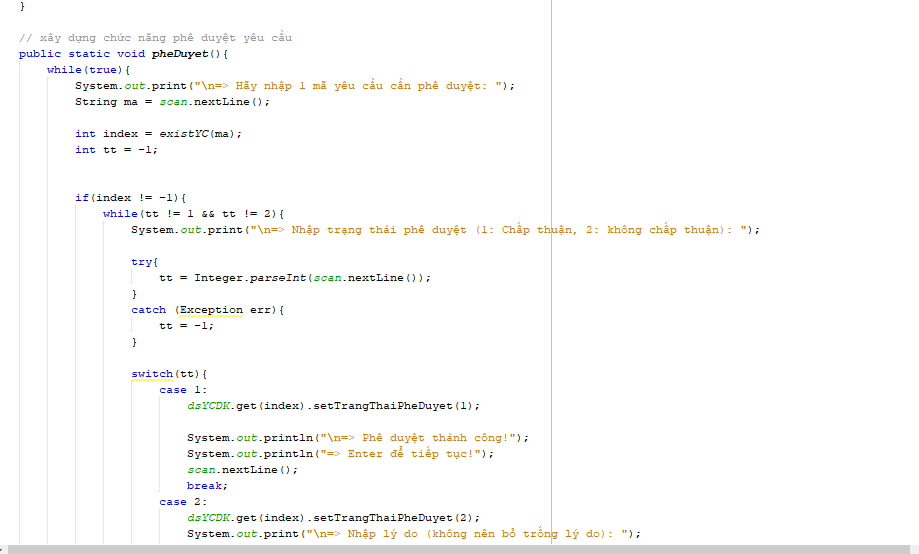 }
// xây dựng chức năng phê duyệt yêu cầu
public static void pheDuyet(){
while(true){
System.out.print("\n=> Hãy nhập 1 mã yêu cầu cần phê duyệt: ");
String ma = scan.nextLine();
int index = existYC(ma);
int tt = -1;
if(index != -1){
while(tt != 1 && tt != 2){
System.out.print("\n=> Nhập trạng thái phê duyệt (1: Chấp thuận, 2: không chấp thuận): ");
try{
tt = Integer.parseInt(scan.nextLine());
}
catch (Exception err){
tt = -1;
}
switch(tt){
case 1:
dsYCDK.get(index).setTrangThaiPheDuyet(1);
System.out.println("\n=> Phê duyệt thành công!");
System.out.println("=> Enter để tiếp tục!");
scan.nextLine();
break;
case 2:
dsYCDK.get(index).setTrangThaiPheDuyet(2);
System.out.print("\n=> Nhập lý do (không nên bỏ trống lý do): ");